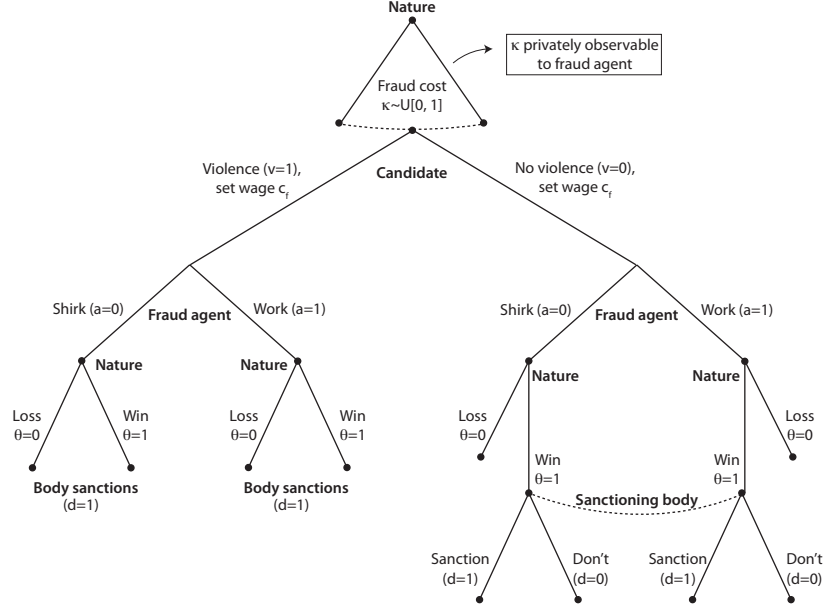 Nature
κ privately observable
to fraud agent
Fraud cost
κ~U[0, 1]
Violence (v=1),
set wage c_f
Candidate
No violence (v=0),
set wage c_f
Shirk (a=0)
Fraud agent
Work (a=1)
Shirk (a=0)
Fraud agent
Work (a=1)
Nature
Nature
Nature
Nature
Loss
θ=0
Win
θ=1
Loss
θ=0
Win
θ=1
Loss
θ=0
Loss
θ=0
Win
θ=1
Win
θ=1
Body sanctions
(d=1)
Body sanctions
(d=1)
Sanctioning body
Sanction
(d=1)
Don't
(d=0)
Sanction
(d=1)
Don't
(d=0)